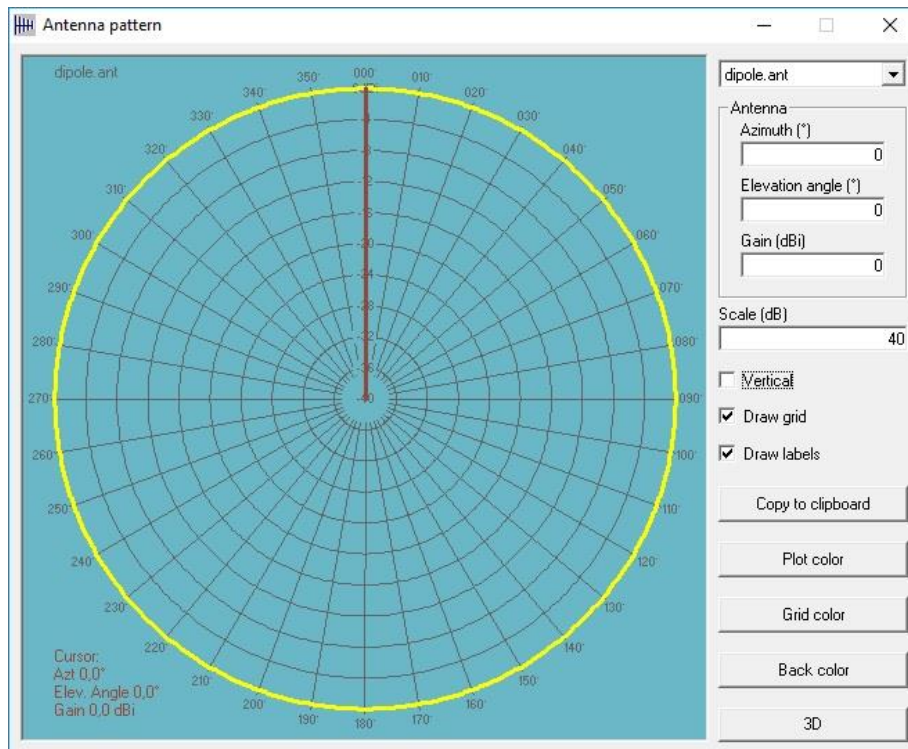 Antenna pattern
dipole.ant
000
350°
010°
340°
020°
330°
030°
320°
040°
310°
050°
300°
060°
290°
070°
280°
080°
270°
090°
260°
100°
250°
110°
240°
120°
230°
130°
220°
140°
210°
150°
200°
160°
190°
180°
170°
-20
-24
-28
Cursor:
Azt 0,0°
Elev. Angle 0,0°
Gain 0,0 dBi
dipole.ant
Antenna
Azimuth (°)
0
Elevation angle (°)
0
Gain (dBi)
0
Scale (dB)
40
Vertical
Draw grid
Draw labels
Copy to clipboard
Plot color
Grid color
Back color
3D